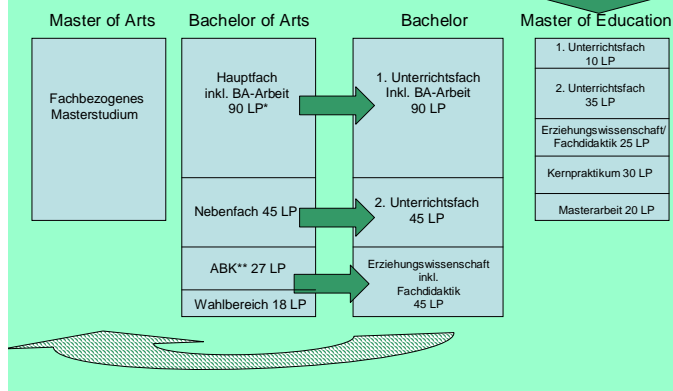 Master of Arts
Bachelor of Arts
Bachelor
Master of Education
Fachbezogenes
Masterstudium
Hauptfach
inkl. BA-Arbeit
90 LP*
Nebenfach 45 LP
ABK** 27 LP
Wahlbereich 18 LP
1. Unterrichtsfach
Inkl. BA-Arbeit
90 LP
2. Unterrichtsfach
45 LP
Erziehungswissenschaft
inkl.
Fachdidaktik
45 LP
1. Unterrichtsfach
10 LP
2. Unterrichtsfach
35 LP
Erziehungswissenschaft/
Fachdidaktik 25 LP
Kernpraktikum 30 LP
Masterarbeit 20 LP